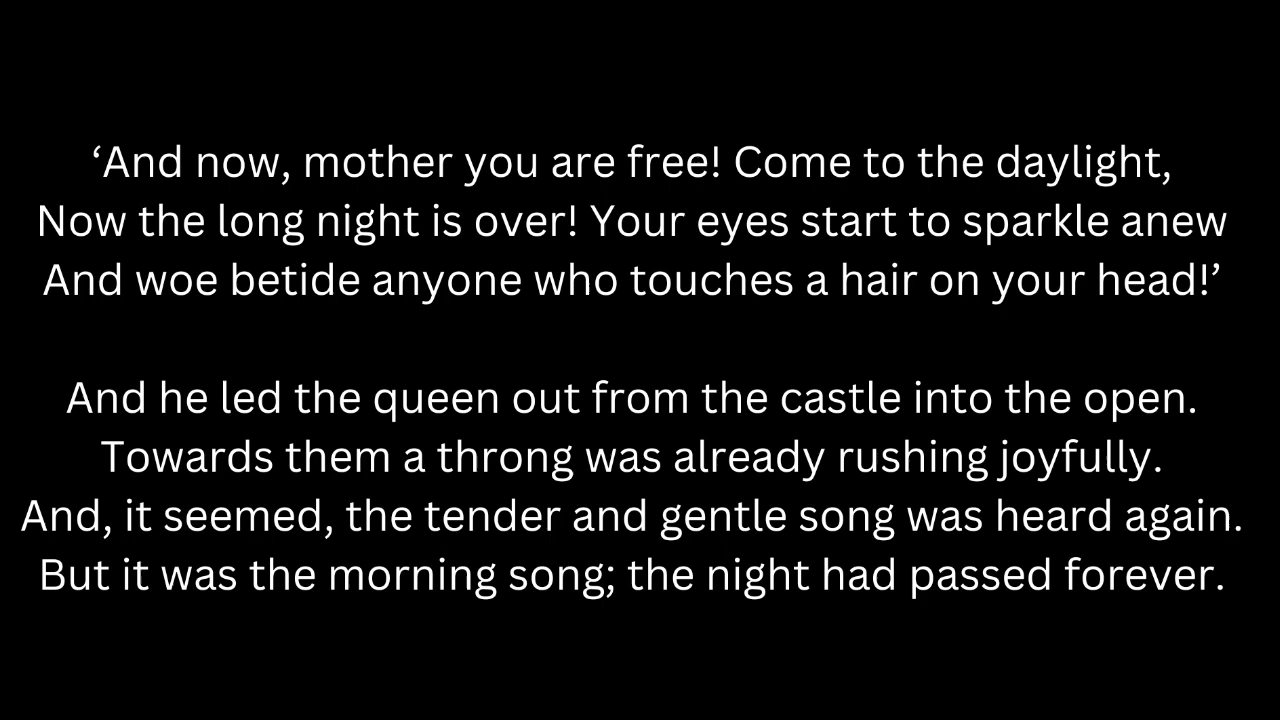 ‘And now, mother you are free! Come to the daylight,
Now the long night is over! Your eyes start to sparkle anew
And woe betide anyone who touches a hair on your head!’
And he led the queen out from the castle into the open.
Towards them a throng was already rushing joyfully.
And, it seemed, the tender and gentle song was heard again.
But it was the morning song; the night had passed forever.